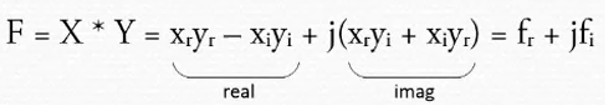 F = X * Y = xᵣyᵣ – xᵢyᵢ + j(xᵣyᵢ + xᵢyᵣ) = fᵣ + jfᵢ
real imag